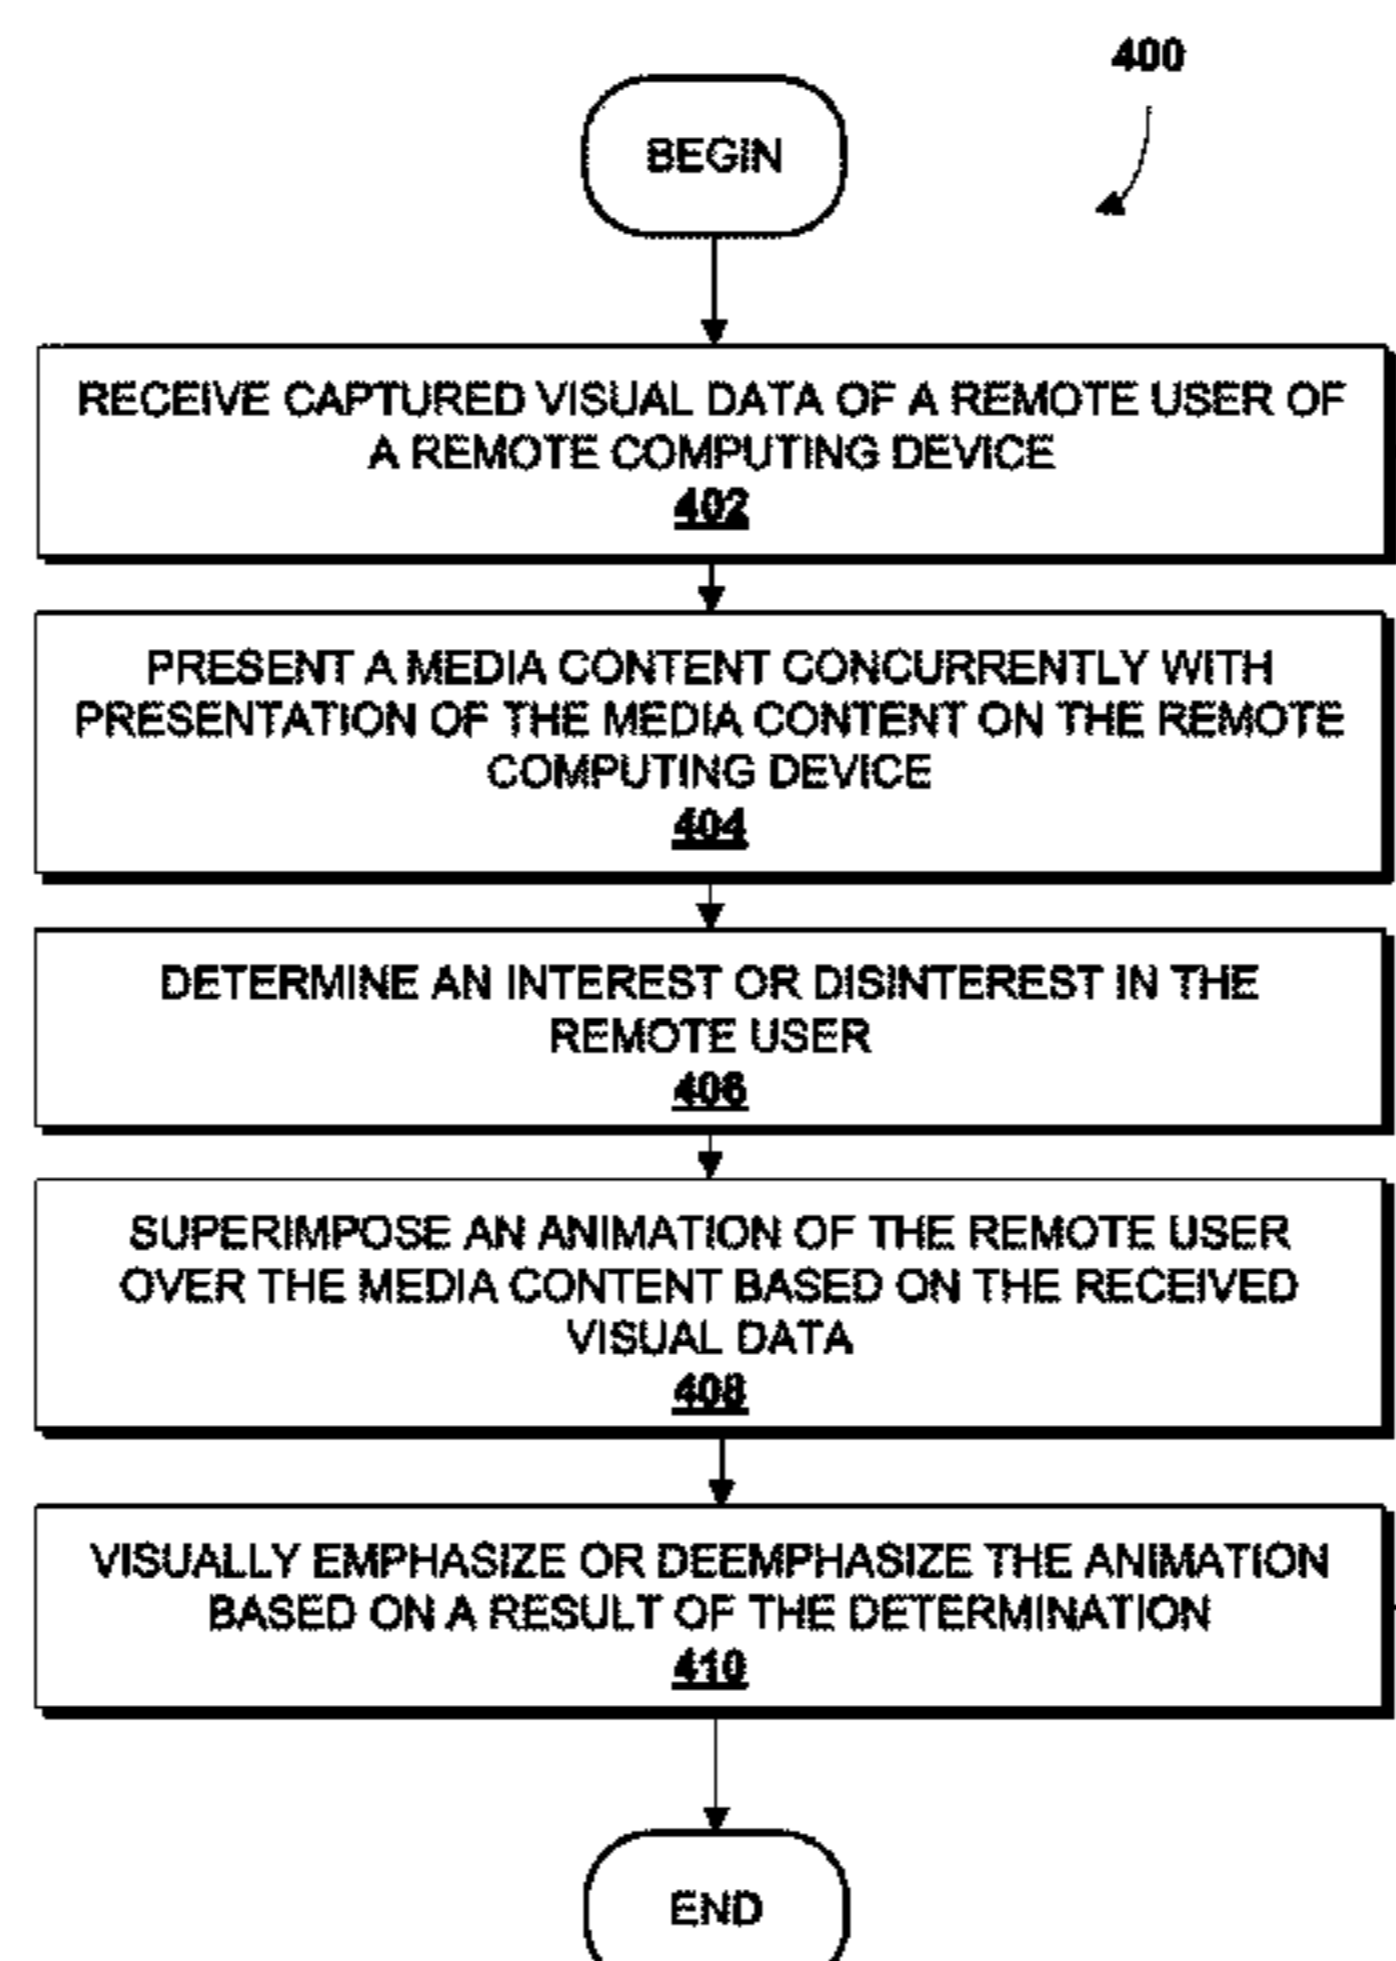 400
BEGIN
RECEIVE CAPTURED VISUAL DATA OF A REMOTE USER OF
A REMOTE COMPUTING DEVICE
402
PRESENT A MEDIA CONTENT CONCURRENTLY WITH
PRESENTATION OF THE MEDIA CONTENT ON THE REMOTE
COMPUTING DEVICE
404
DETERMINE AN INTEREST OR DISINTEREST IN THE
REMOTE USER
406
SUPERIMPOSE AN ANIMATION OF THE REMOTE USER
OVER THE MEDIA CONTENT BASED ON THE RECEIVED
VISUAL DATA
408
VISUALLY EMPHASIZE OR DEEMPHASIZE THE ANIMATION
BASED ON A RESULT OF THE DETERMINATION
410
END